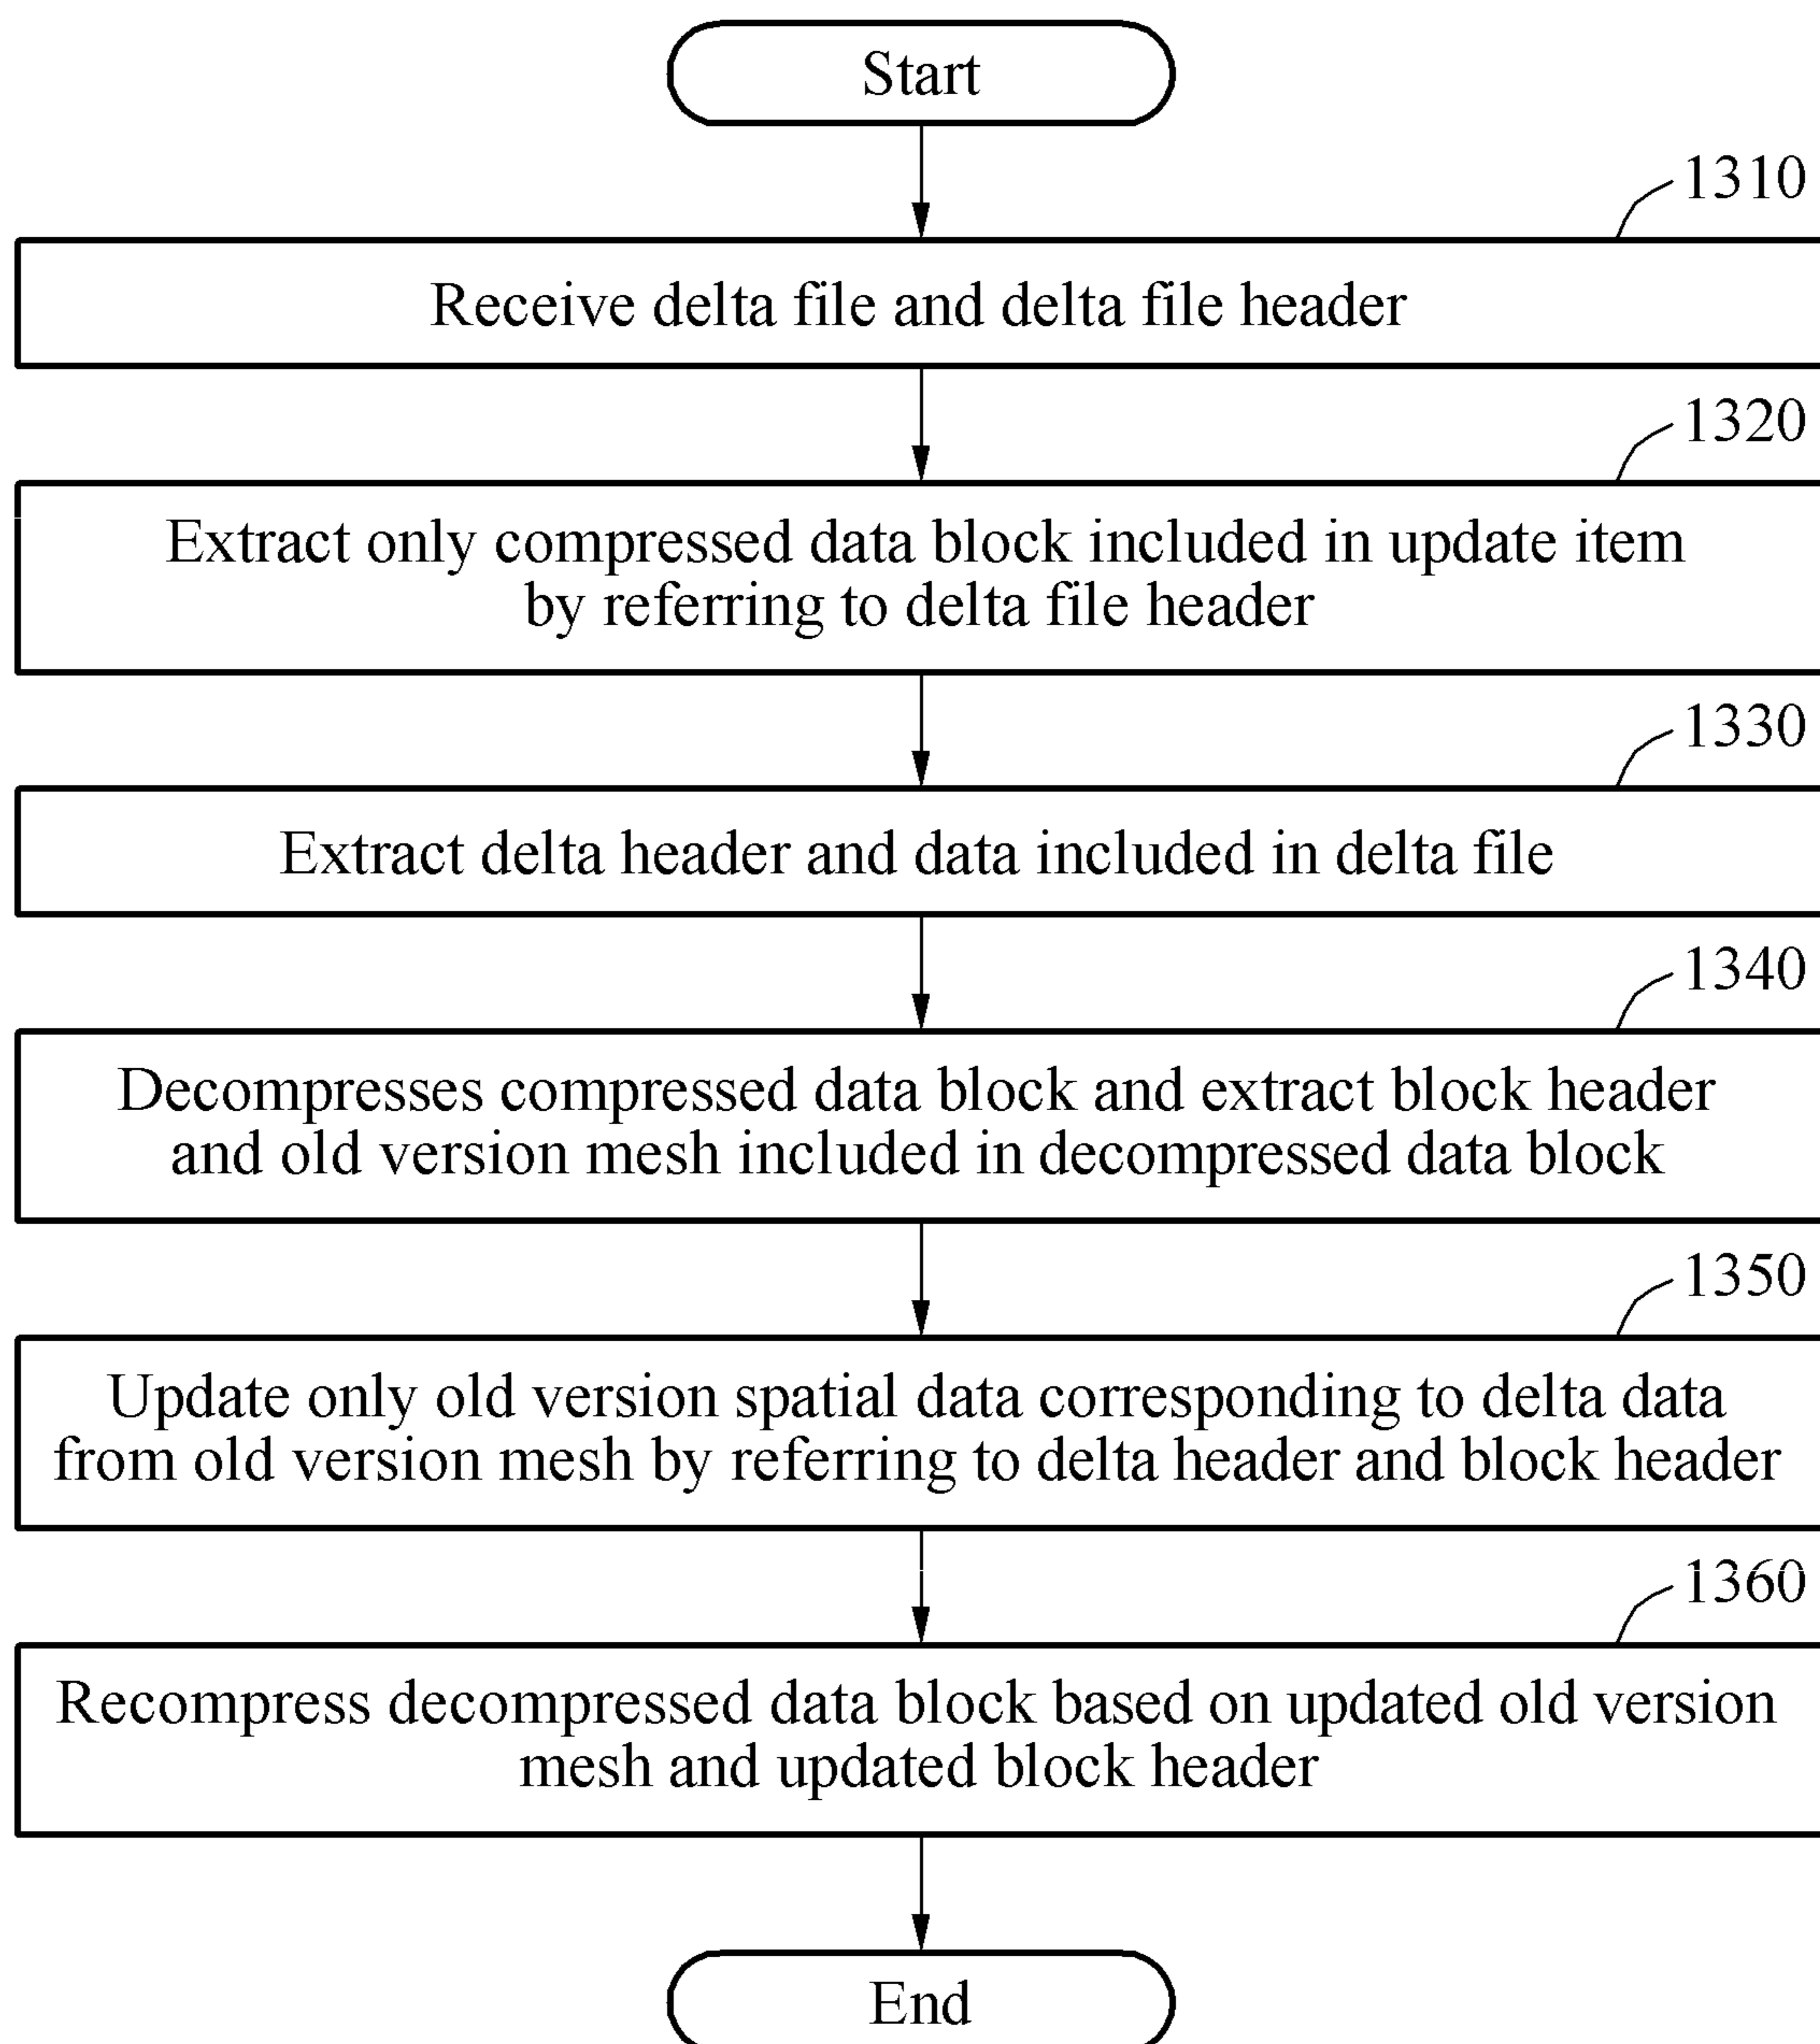 Start
1310
Receive delta file and delta file header
1320
Extract only compressed data block included in update item
by referring to delta file header
1330
Extract delta header and data included in delta file
1340
Decompresses compressed data block and extract block header
and old version mesh included in decompressed data block
1350
Update only old version spatial data corresponding to delta data
from old version mesh by referring to delta header and block header
1360
Recompress decompressed data block based on updated old version
mesh and updated block header
End